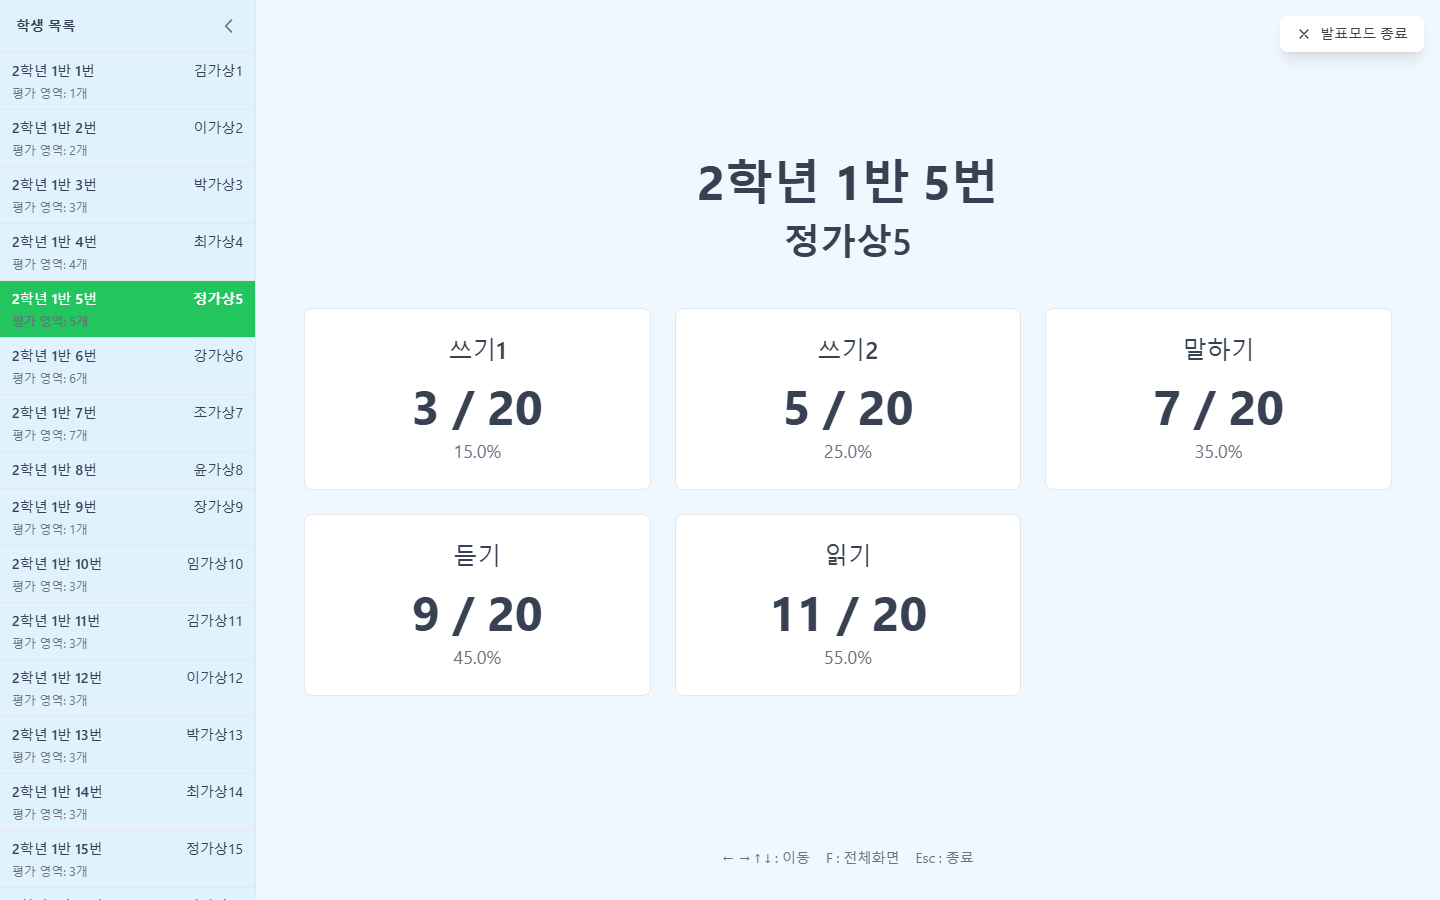 학생 목록
2학년 1반 1번 김가상1
평가 영역: 1개
2학년 1반 2번 이가상2
평가 영역: 2개
2학년 1반 3번 박가상3
평가 영역: 3개
2학년 1반 4번 최가상4
평가 영역: 4개
2학년 1반 5번 정가상5
평가 영역: 5개
2학년 1반 6번 강가상6
평가 영역: 6개
2학년 1반 7번 조가상7
평가 영역: 7개
2학년 1반 8번 윤가상8
2학년 1반 9번 장가상9
평가 영역: 1개
2학년 1반 10번 임가상10
평가 영역: 3개
2학년 1반 11번 김가상11
평가 영역: 3개
2학년 1반 12번 이가상12
평가 영역: 3개
2학년 1반 13번 박가상13
평가 영역: 3개
2학년 1반 14번 최가상14
평가 영역: 3개
2학년 1반 15번 정가상15
평가 영역: 3개
발표모드 종료
2학년 1반 5번
정가상5
쓰기1
3 / 20
15.0%
쓰기2
5 / 20
25.0%
말하기
7 / 20
35.0%
듣기
9 / 20
45.0%
읽기
11 / 20
55.0%
← → ↑ ↓ : 이동 F : 전체화면 Esc : 종료